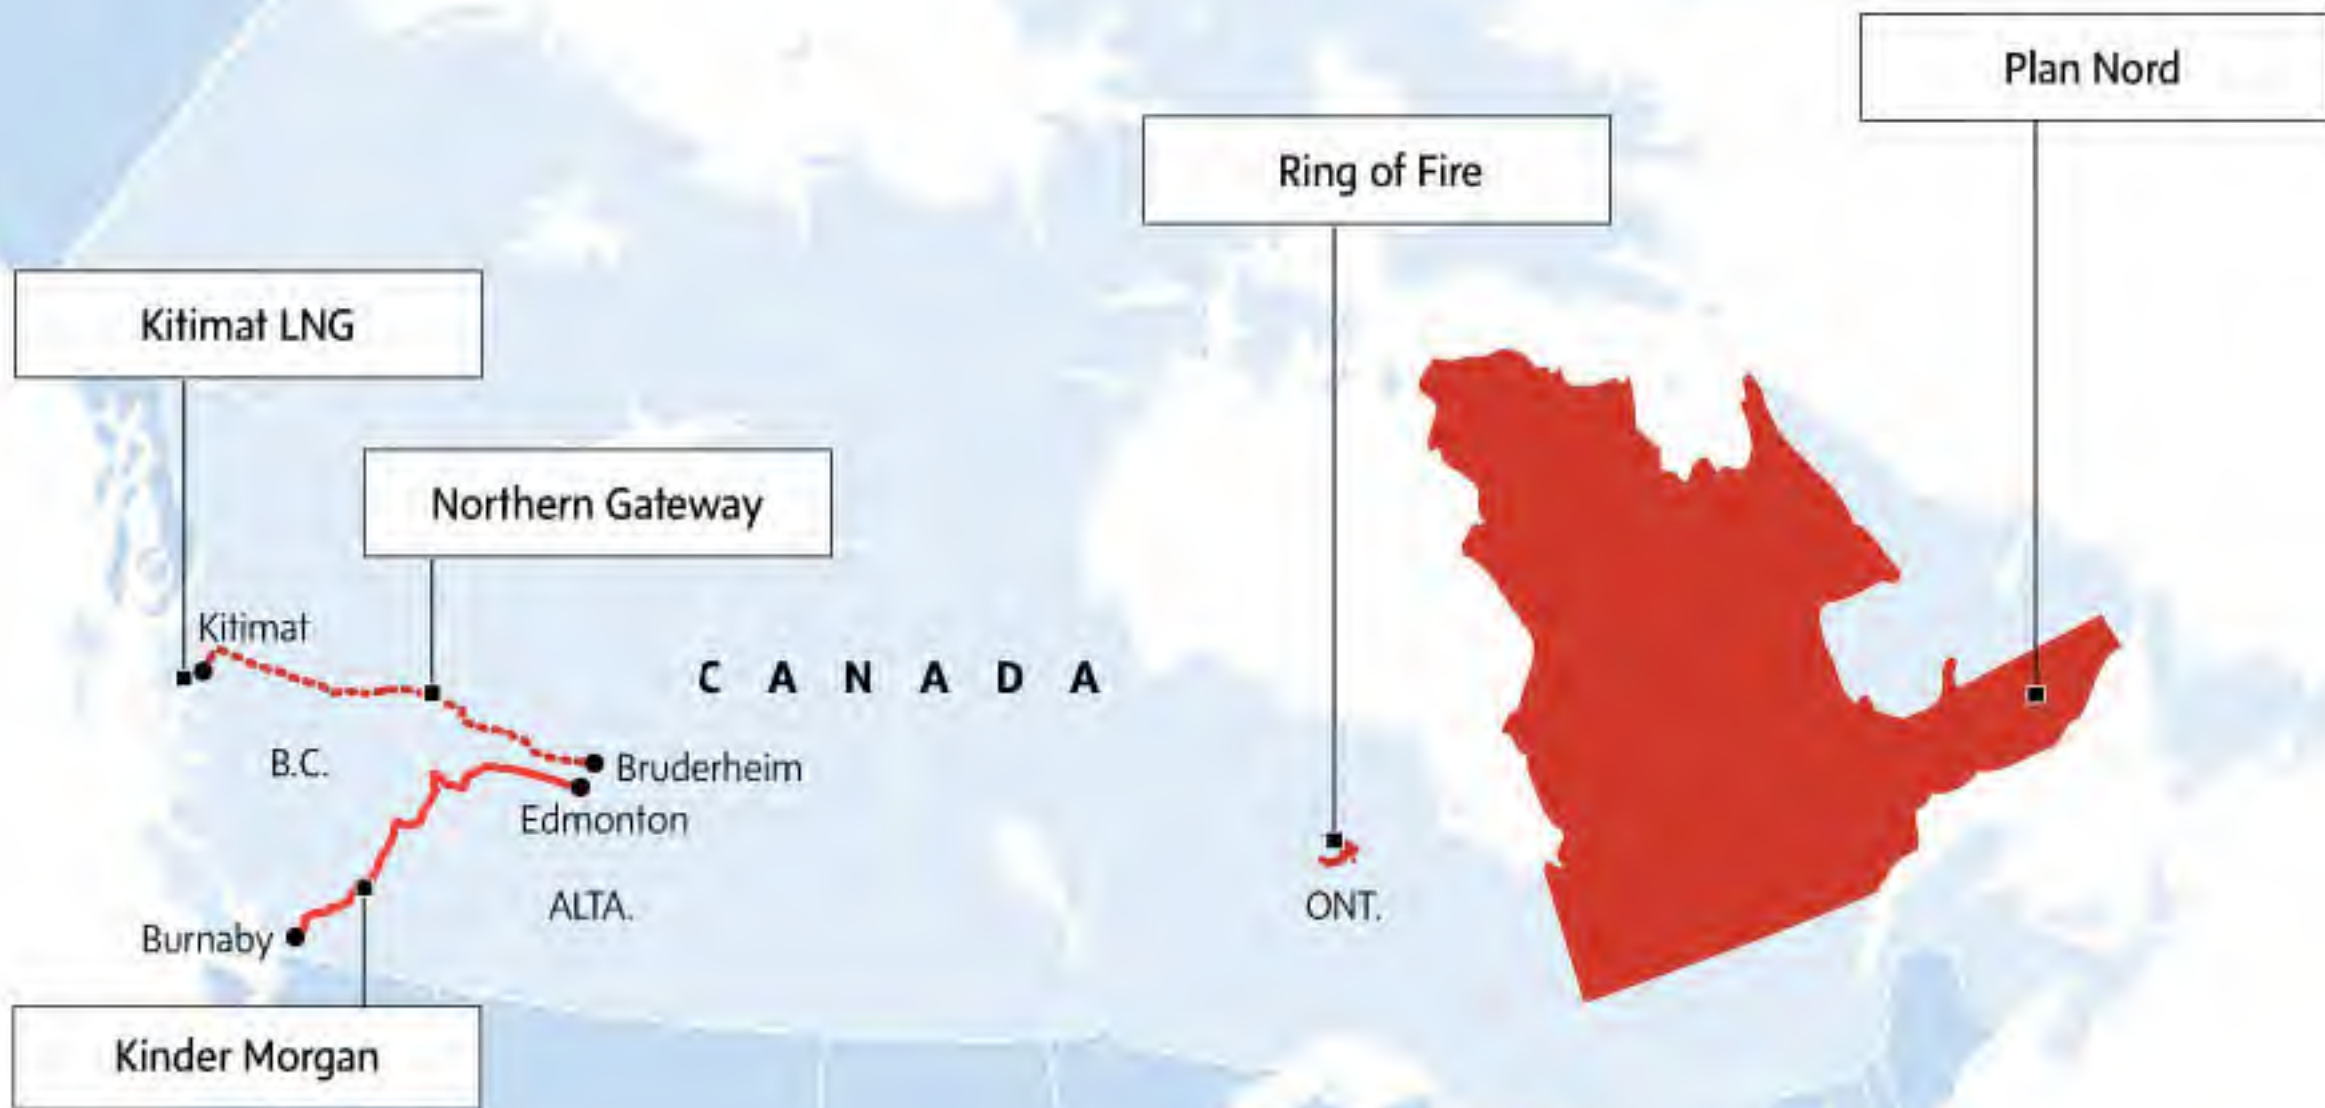 Plan Nord
Ring of Fire
Kitimat LNG
Northern Gateway
Kitimat
CANADA
B.C.
Bruderheim
Edmonton
ALTA.
ONT.
Burnaby
Kinder Morgan